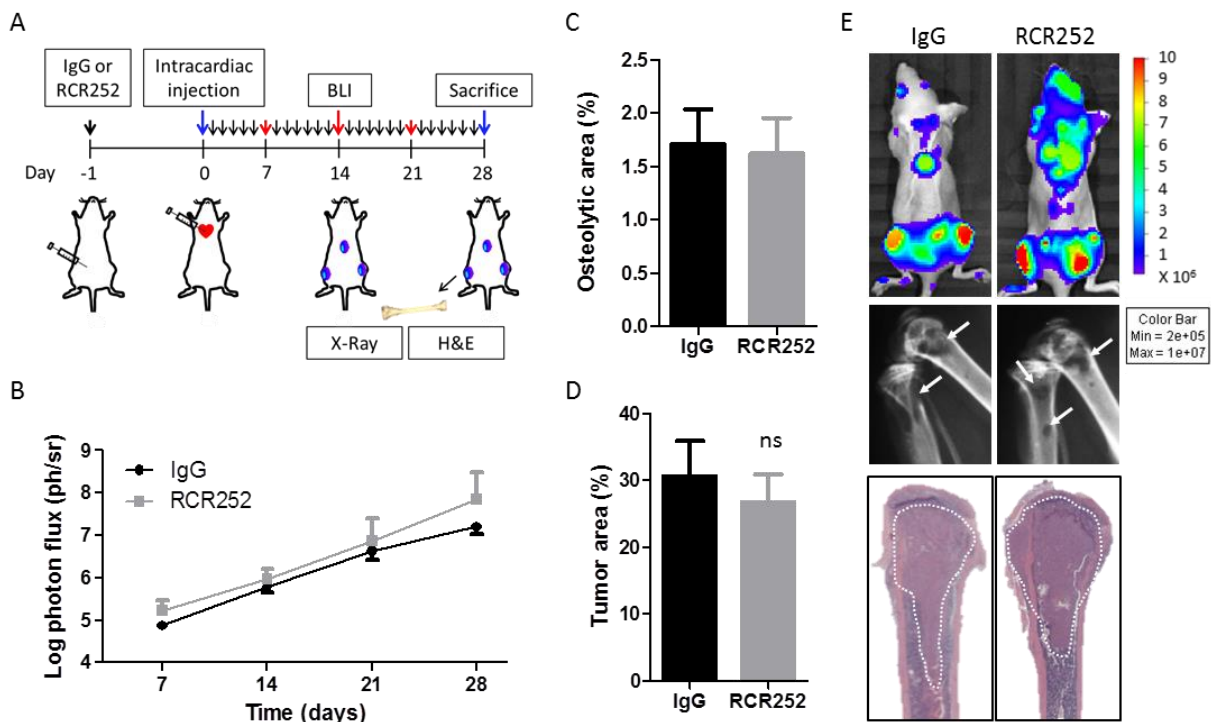 A
IgG or
RCR252
Intracardiac
injection
BLI
Sacrifice
Day
-1
0
7
14
21
28
X-Ray
H&E
B
Log photon flux (ph/sr)
9
8
7
6
5
4
IgG
RCR252
7
14
21
28
Time (days)
C
Osteolytic area (%)
2.5
2.0
1.5
1.0
0.5
0.0
IgG
RCR252
D
Tumor area (%)
40
30
20
10
0
ns
IgG
RCR252
E
IgG
RCR252
10
9
8
7
6
5
4
3
2
1
X 10⁶
Color Bar
Min = 2e+05
Max = 1e+07